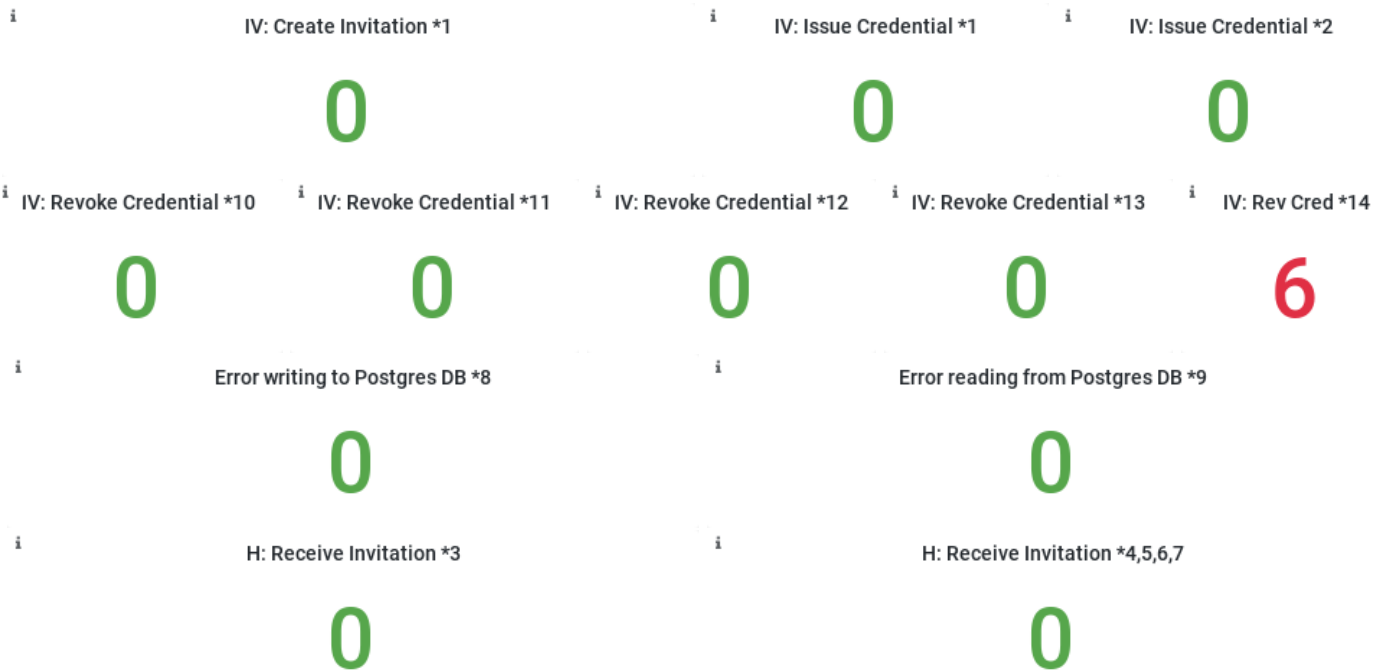 IV: Create Invitation *1
IV: Issue Credential *1
IV: Issue Credential *2
0
0
0
IV: Revoke Credential *10
IV: Revoke Credential *11
IV: Revoke Credential *12
IV: Revoke Credential *13
IV: Rev Cred *14
0
0
0
0
6
Error writing to Postgres DB *8
Error reading from Postgres DB *9
0
0
H: Receive Invitation *3
H: Receive Invitation *4,5,6,7
0
0